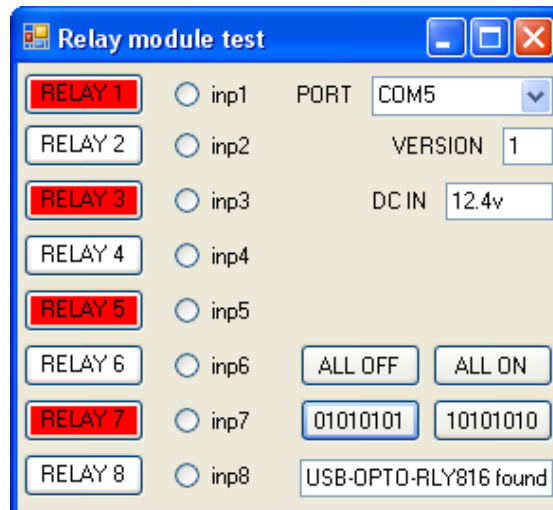 Relay module test
RELAY 1 inp1 PORT COM5
RELAY 2 inp2 VERSION 1
RELAY 3 inp3 DC IN 12.4v
RELAY 4 inp4
RELAY 5 inp5
RELAY 6 inp6 ALL OFF ALL ON
RELAY 7 inp7 01010101 10101010
RELAY 8 inp8 USB-OPTO-RLY816 found